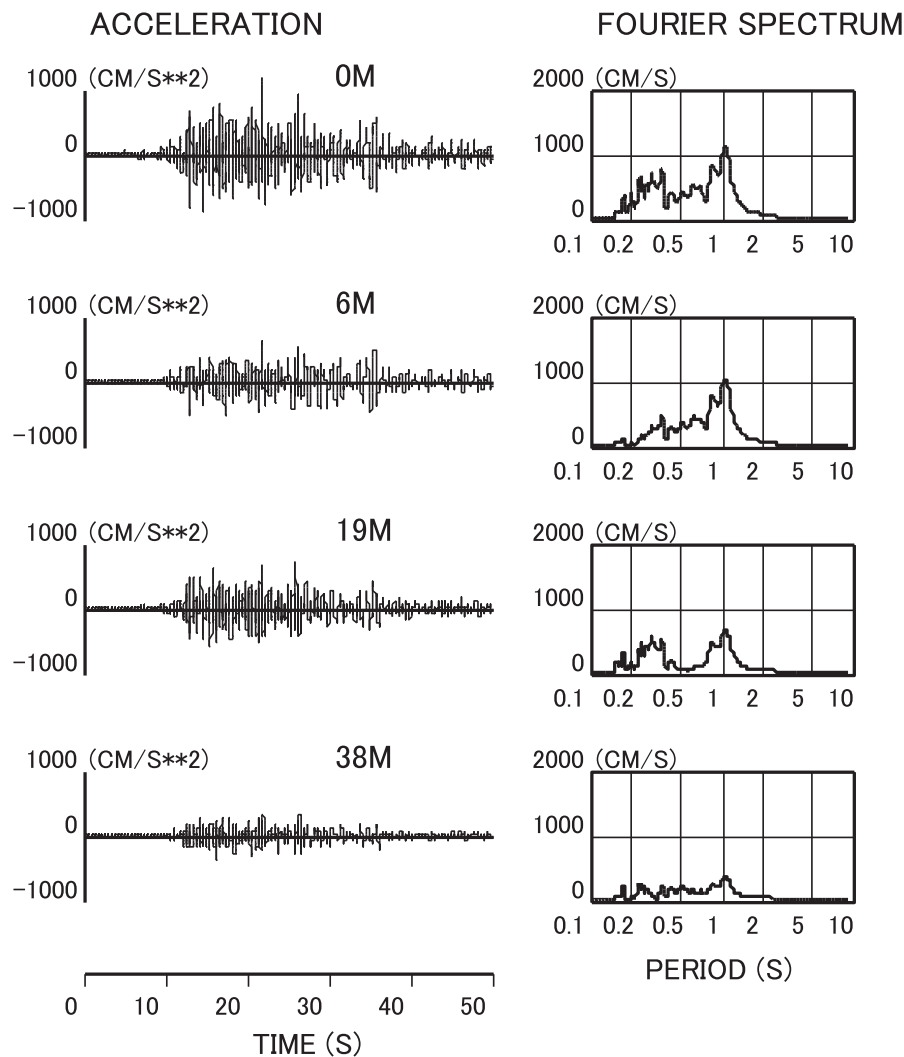 ACCELERATION
FOURIER SPECTRUM
1000 (CM/S**2) 0M
0
-1000
2000 (CM/S)
1000
0
0.1 0.2 0.5 1 2 5 10
1000 (CM/S**2) 6M
0
-1000
2000 (CM/S)
1000
0
0.1 0.2 0.5 1 2 5 10
1000 (CM/S**2) 19M
0
-1000
2000 (CM/S)
1000
0
0.1 0.2 0.5 1 2 5 10
1000 (CM/S**2) 38M
0
-1000
2000 (CM/S)
1000
0
0.1 0.2 0.5 1 2 5 10
PERIOD (S)
0 10 20 30 40 50
TIME (S)